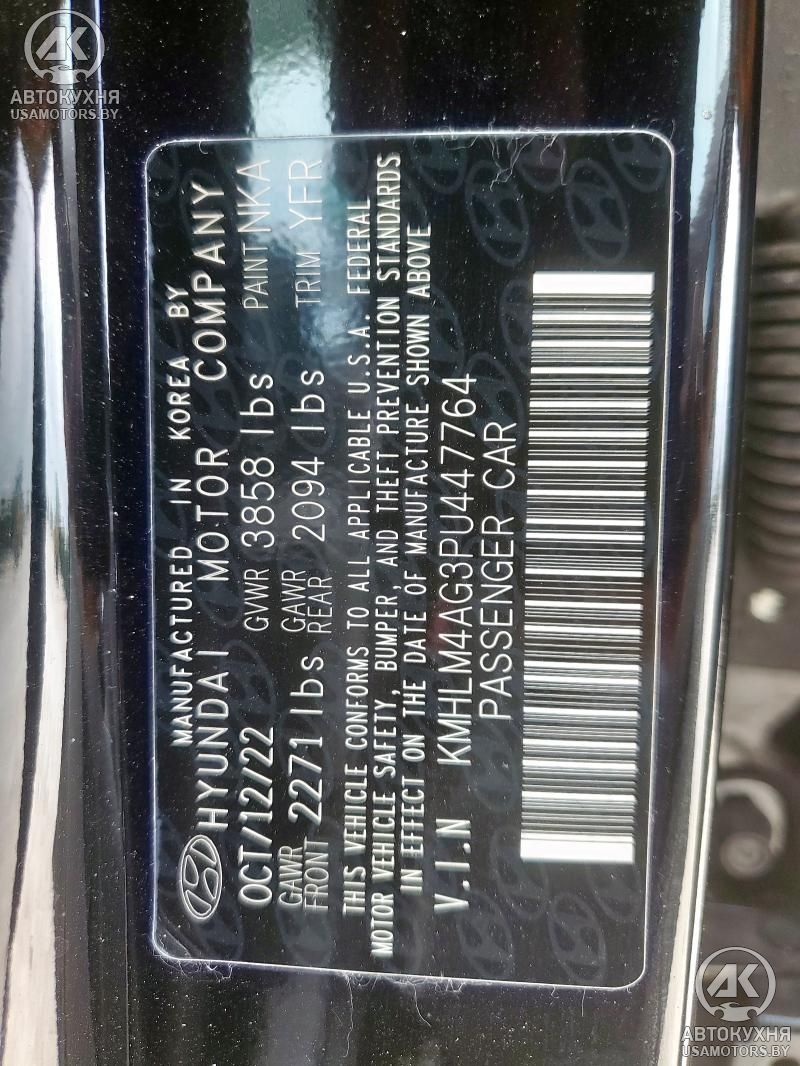 AK
АВТОКУХНЯ
USAMOTORS.BY
MANUFACTURED IN KOREA BY
HYUNDAI MOTOR COMPANY
OCT/12/22 GVWR 3858 lbs PAINT NKA
GAWR FRONT 2271 lbs GAWR REAR 2094 lbs TRIM YFR
THIS VEHICLE CONFORMS TO ALL APPLICABLE U.S.A. FEDERAL
MOTOR VEHICLE SAFETY, BUMPER, AND THEFT PREVENTION STANDARDS
IN EFFECT ON THE DATE OF MANUFACTURE SHOWN ABOVE
V.I.N KMHLM4AG3PU447764
PASSENGER CAR
AK
АВТОКУХНЯ
USAMOTORS.BY